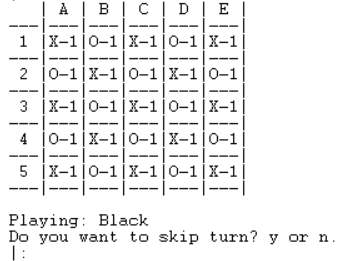 | A | B | C | D | E |
---|---|---|---|---|---|
1 |X-1|O-1|X-1|O-1|X-1|
---|---|---|---|---|---|
2 |O-1|X-1|O-1|X-1|O-1|
---|---|---|---|---|---|
3 |X-1|O-1|X-1|O-1|X-1|
---|---|---|---|---|---|
4 |O-1|X-1|O-1|X-1|O-1|
---|---|---|---|---|---|
5 |X-1|O-1|X-1|O-1|X-1|
---|---|---|---|---|---|
Playing: Black
Do you want to skip turn? y or n.
|: